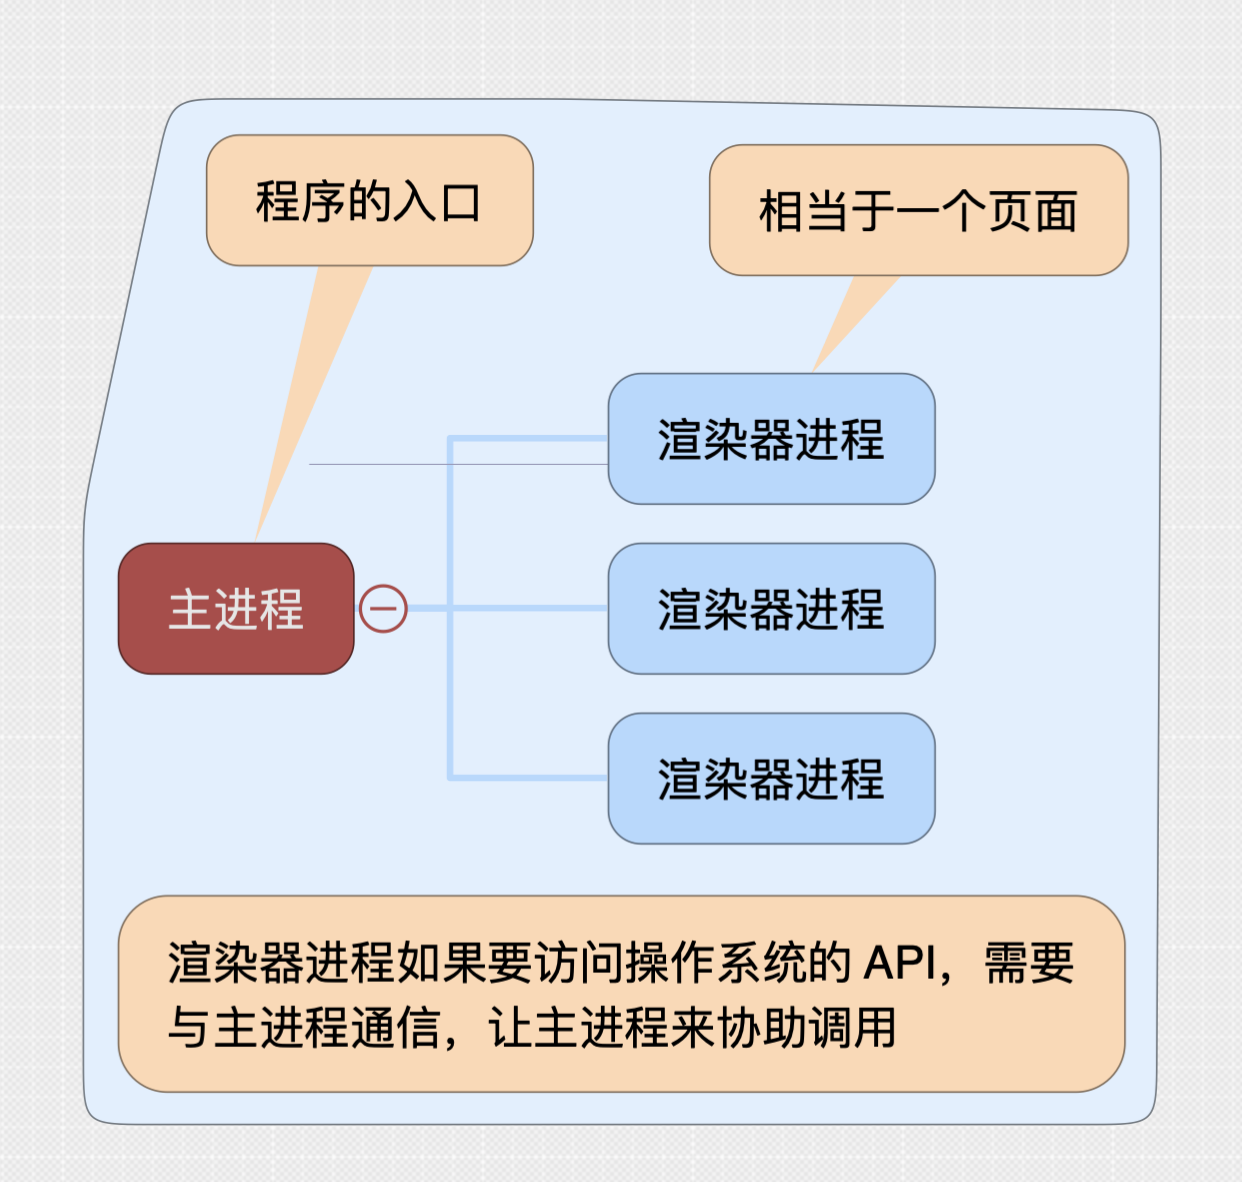 程序的入口
相当于一个页面
渲染器进程
主进程
渲染器进程
渲染器进程
渲染器进程如果要访问操作系统的 API，需要
与主进程通信，让主进程来协助调用